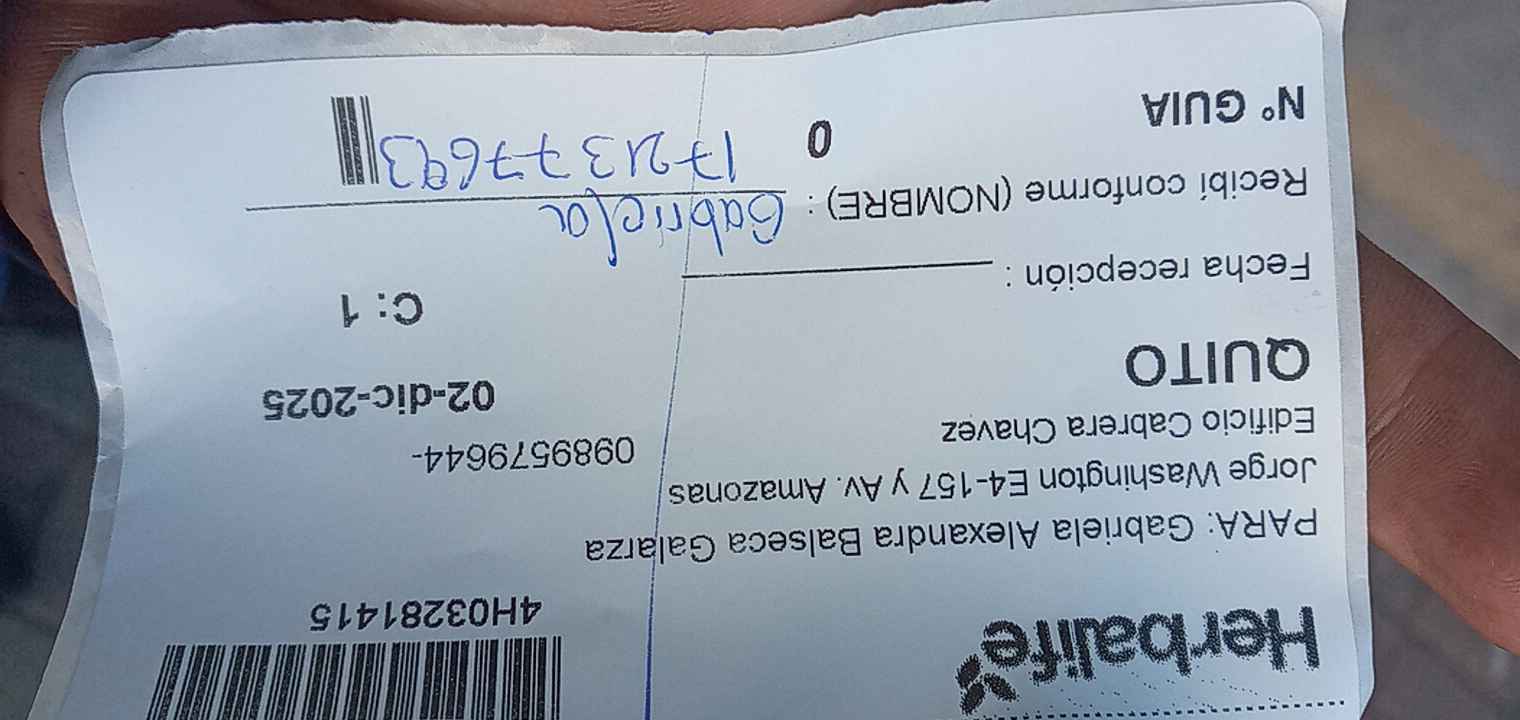 Herbalife
4H03281415
PARA: Gabriela Alexandra Balseca Galarza
Jorge Washington E4-157 y Av. Amazonas
0989579644-
Edificio Cabrera Chavez
02-dic-2025
QUITO
C: 1
Fecha recepción :
Recibí conforme (NOMBRE) : Gabriela
1721377693
N° GUIA
0